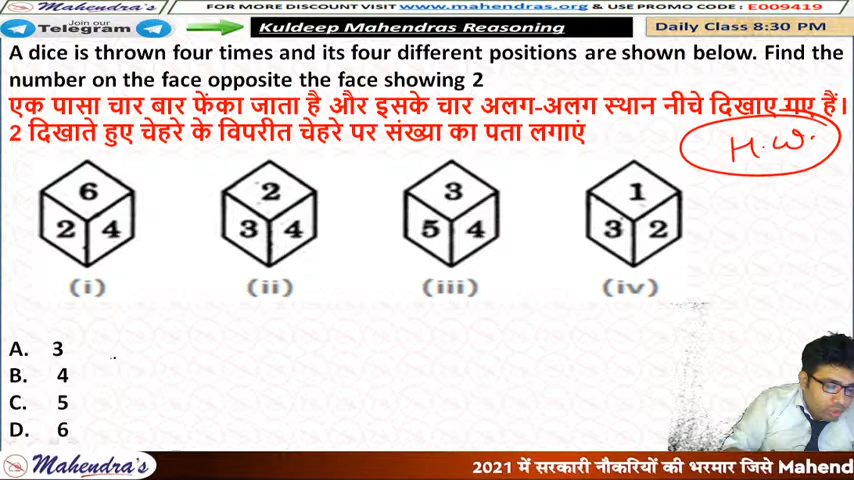 Mahendra's
FOR MORE DISCOUNT VISIT www.mahendras.org & USE PROMO CODE: E009419
Join our
Telegram
Kuldeep Mahendras Reasoning
Daily Class 8:30 PM
A dice is thrown four times and its four different positions are shown below. Find the
number on the face opposite the face showing 2
एक पासा चार बार फेंका जाता है और इसके चार अलग-अलग स्थान नीचे दिखाए गए हैं।
2 दिखाते हुए चेहरे के विपरीत चेहरे पर संख्या का पता लगाएं
H.W.
6 2 3 1
2 4 3 4 5 4 3 2
(i) (ii) (iii) (iv)
A. 3
B. 4
C. 5
D. 6
Mahendra's
2021 में सरकारी नौकरियों की भरमार जिसे Mahend